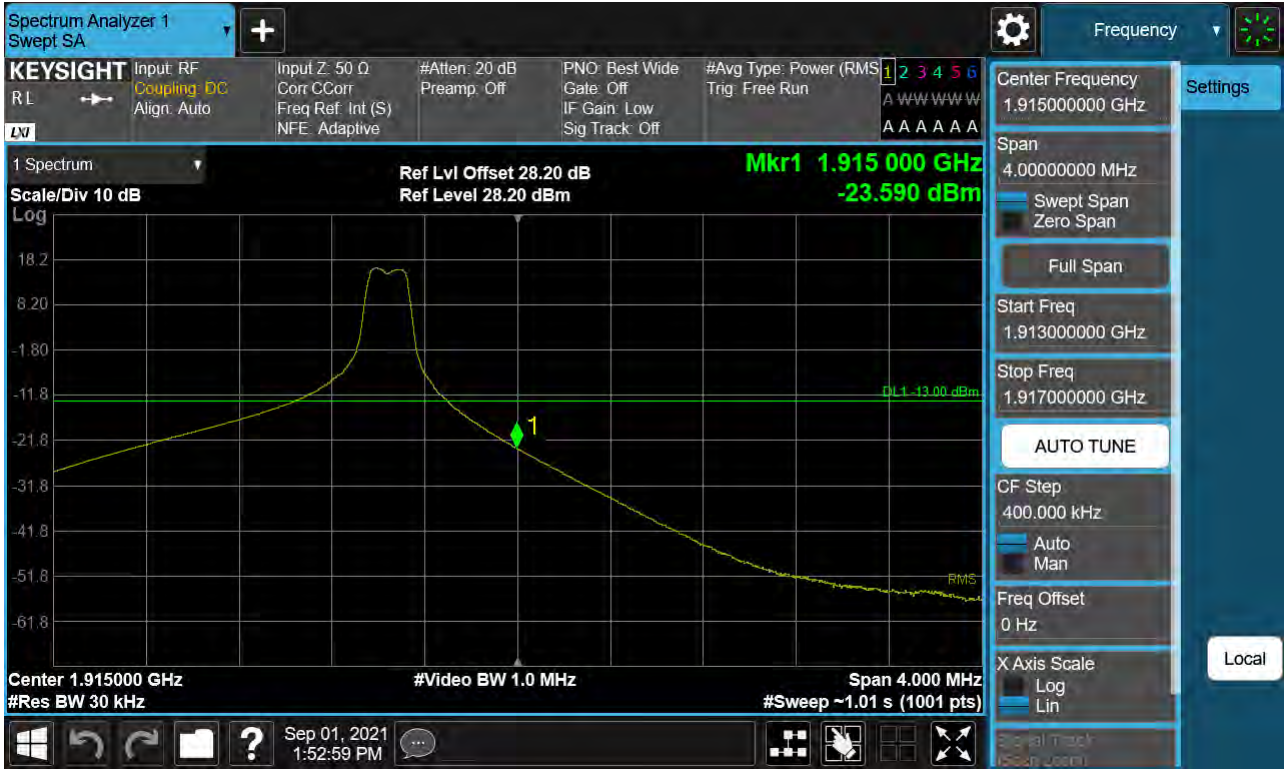 Spectrum Analyzer 1
Swept SA
+
Frequency
KEYSIGHT
RL
LXI
Input: RF
Coupling: DC
Align: Auto
Input Z: 50 Ω
Corr CCorr
Freq Ref: Int (S)
NFE: Adaptive
#Atten: 20 dB
Preamp: Off
PNO: Best Wide
Gate: Off
IF Gain: Low
Sig Track: Off
#Avg Type: Power (RMS
Trig: Free Run
1 2 3 4 5 6
A W W W W W
A A A A A A
1 Spectrum
Scale/Div 10 dB
Log
Ref Lvl Offset 28.20 dB
Ref Level 28.20 dBm
Mkr1 1.915 000 GHz
-23.590 dBm
18.2
8.20
-1.80
-11.8
-21.8
-31.8
-41.8
-51.8
-61.8
DL1 -13.00 dBm
1
RMS
Center 1.915000 GHz
#Res BW 30 kHz
#Video BW 1.0 MHz
Span 4.000 MHz
#Sweep ~1.01 s (1001 pts)
Center Frequency
1.915000000 GHz
Span
4.00000000 MHz
Swept Span
Zero Span
Full Span
Start Freq
1.913000000 GHz
Stop Freq
1.917000000 GHz
AUTO TUNE
CF Step
400.000 kHz
Auto
Man
Freq Offset
0 Hz
X Axis Scale
Log
Lin
Signal Track
(Span Zoom)
Settings
Local
?
Sep 01, 2021
1:52:59 PM